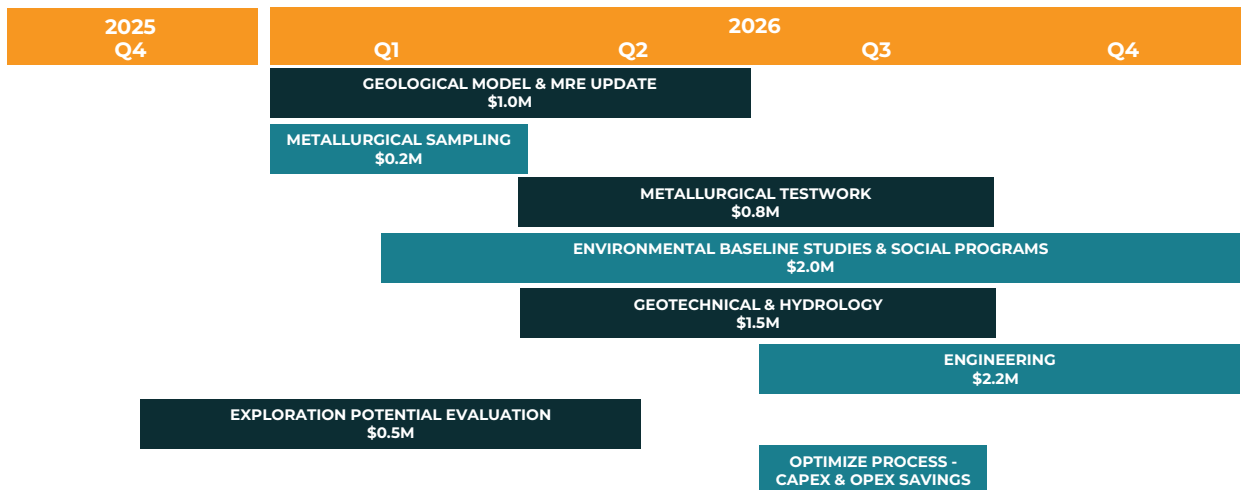 2025
Q4
2026
Q1 Q2 Q3 Q4
GEOLOGICAL MODEL & MRE UPDATE
$1.0M
METALLURGICAL SAMPLING
$0.2M
METALLURGICAL TESTWORK
$0.8M
ENVIRONMENTAL BASELINE STUDIES & SOCIAL PROGRAMS
$2.0M
GEOTECHNICAL & HYDROLOGY
$1.5M
ENGINEERING
$2.2M
EXPLORATION POTENTIAL EVALUATION
$0.5M
OPTIMIZE PROCESS -
CAPEX & OPEX SAVINGS